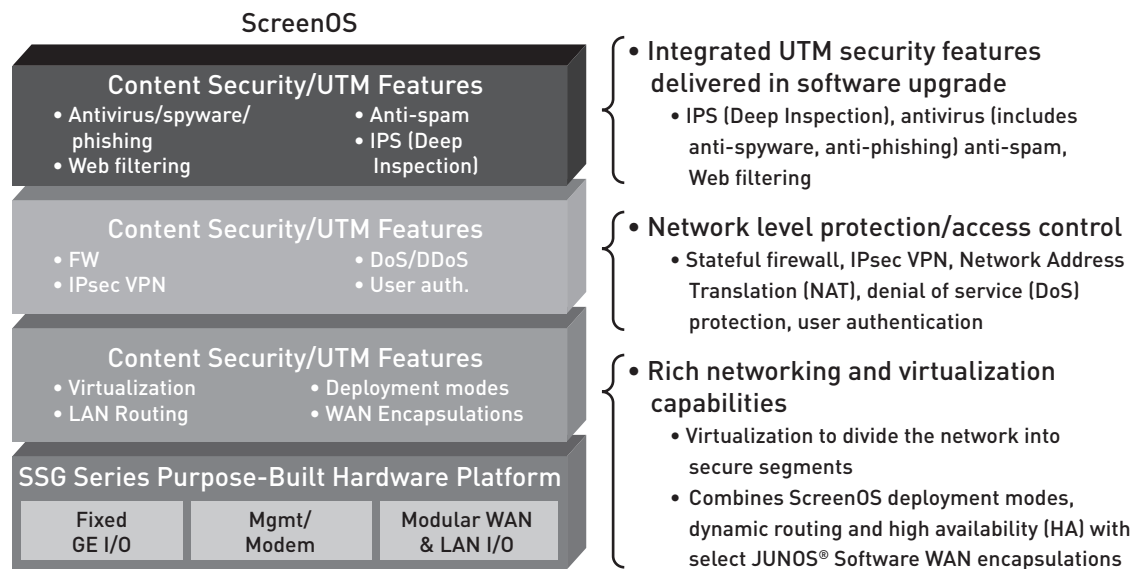 ScreenOS
Content Security/UTM Features
• Antivirus/spyware/
phishing
• Web filtering
• Anti-spam
• IPS (Deep
Inspection)
• Integrated UTM security features
delivered in software upgrade
• IPS (Deep Inspection), antivirus (includes
anti-spyware, anti-phishing) anti-spam,
Web filtering
Content Security/UTM Features
• FW
• IPsec VPN
• DoS/DDoS
• User auth.
• Network level protection/access control
• Stateful firewall, IPsec VPN, Network Address
Translation (NAT), denial of service (DoS)
protection, user authentication
Content Security/UTM Features
• Virtualization
• LAN Routing
• Deployment modes
• WAN Encapsulations
• Rich networking and virtualization
capabilities
• Virtualization to divide the network into
secure segments
• Combines ScreenOS deployment modes,
dynamic routing and high availability (HA) with
select JUNOS® Software WAN encapsulations
SSG Series Purpose-Built Hardware Platform
Fixed
GE I/O
Mgmt/
Modem
Modular WAN
& LAN I/O